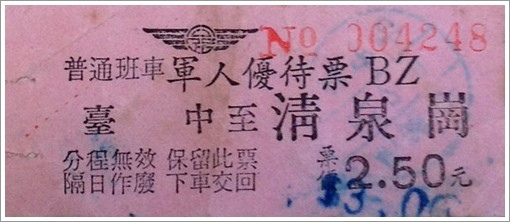 No 004248
普通班車軍人優待票BZ
臺中至清泉崗
分程無效 保留此票 票價2.50元
隔日作廢 下車交回